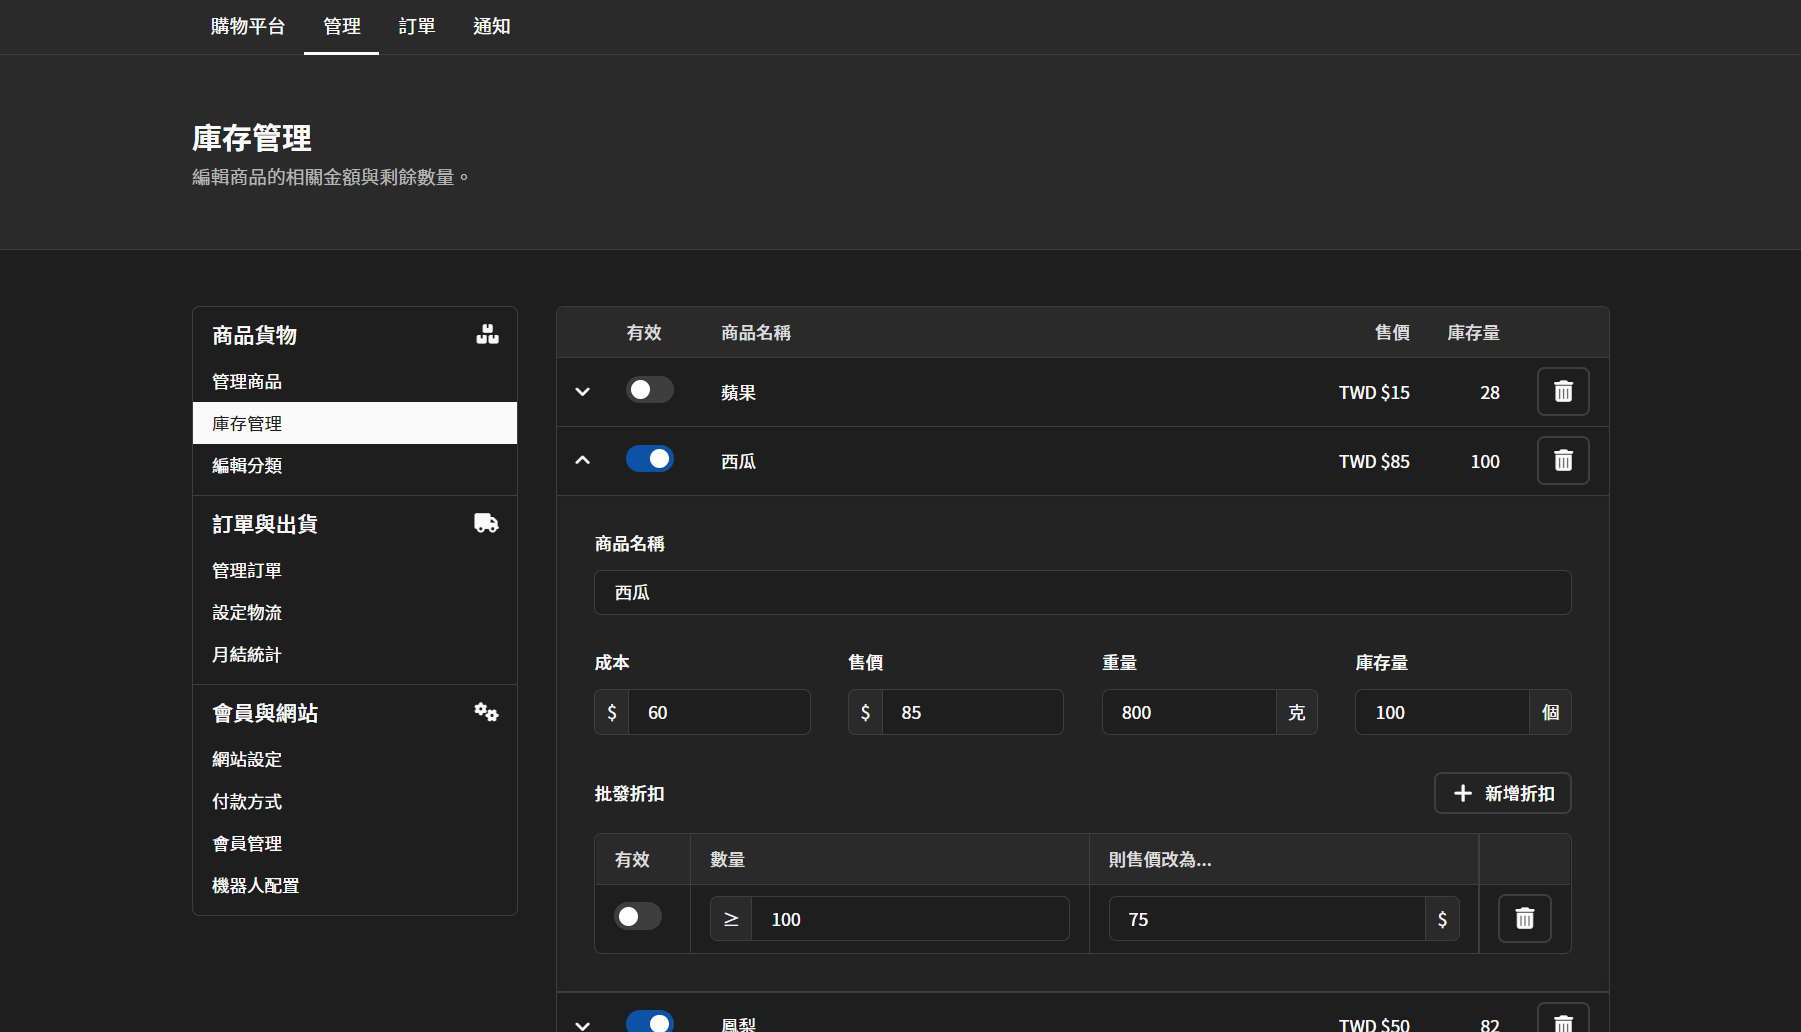 購物平台 管理 訂單 通知
庫存管理
編輯商品的相關金額與剩餘數量。
商品貨物
管理商品
庫存管理
編輯分類
訂單與出貨
管理訂單
設定物流
月結統計
會員與網站
網站設定
付款方式
會員管理
機器人配置
有效 商品名稱 售價 庫存量
蘋果 TWD $15 28
西瓜 TWD $85 100
商品名稱
西瓜
成本 售價 重量 庫存量
$ 60 $ 85 800 克 100 個
批發折扣 新增折扣
有效 數量 則售價改為...
≥ 100 75 $
鳳梨 TWD $50 82